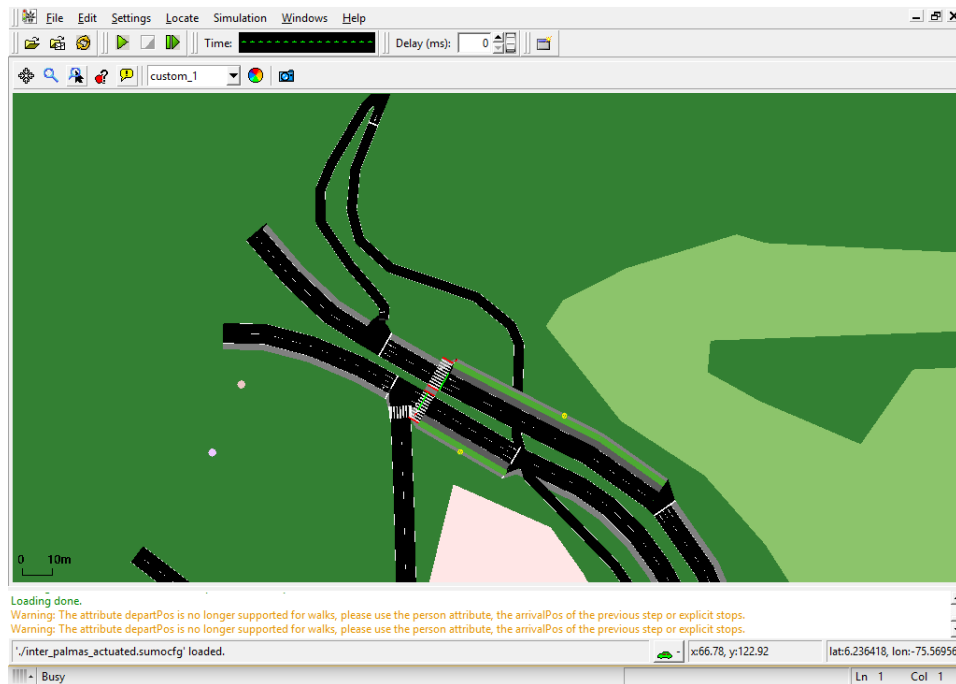 File Edit Settings Locate Simulation Windows Help
Time: Delay (ms): 0
custom_1
0 10m
Loading done.
Warning: The attribute departPos is no longer supported for walks, please use the person attribute, the arrivalPos of the previous step or explicit stops.
Warning: The attribute departPos is no longer supported for walks, please use the person attribute, the arrivalPos of the previous step or explicit stops.
'./inter_palmas_actuated.sumocfg' loaded. x:66.78, y:122.92 lat:6.236418, lon:-75.56956
Busy Ln 1 Col 1